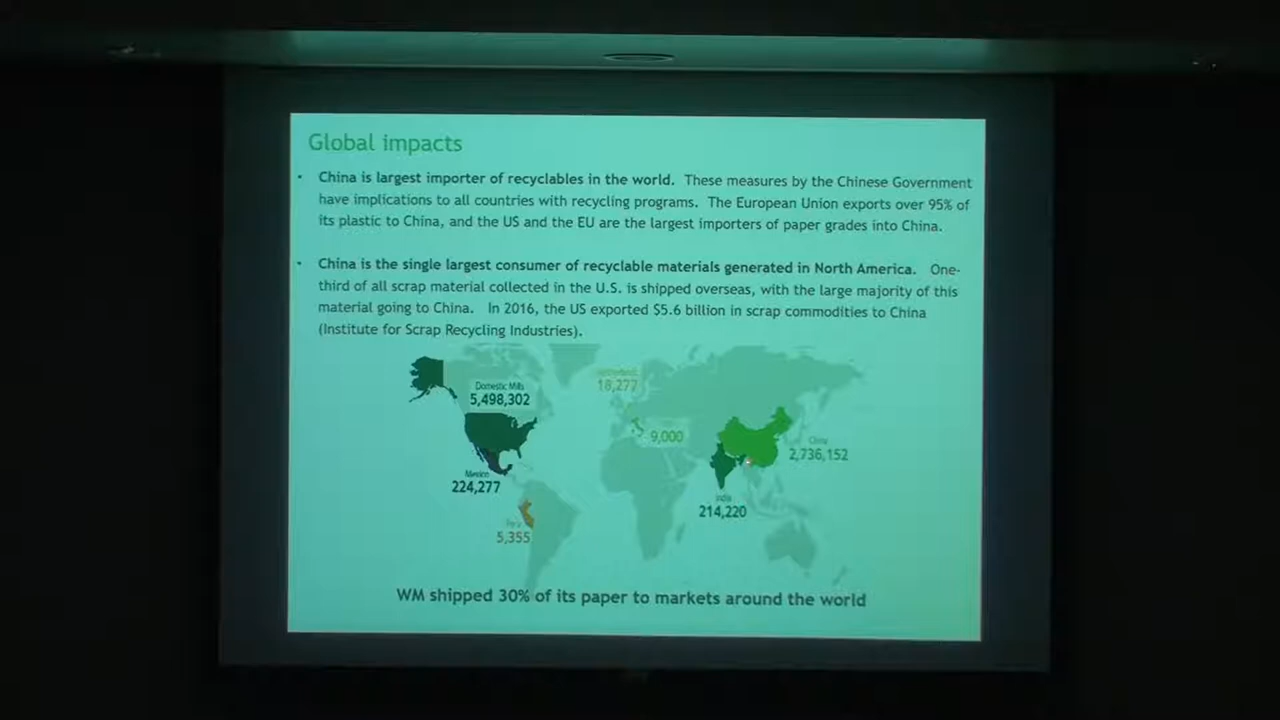 Global impacts
• China is largest importer of recyclables in the world. These measures by the Chinese Government
have implications to all countries with recycling programs. The European Union exports over 95% of
its plastic to China, and the US and the EU are the largest importers of paper grades into China.
• China is the single largest consumer of recyclable materials generated in North America. One-
third of all scrap material collected in the U.S. is shipped overseas, with the large majority of this
material going to China. In 2016, the US exported $5.6 billion in scrap commodities to China
(Institute for Scrap Recycling Industries).
Domestic Mills
5,498,302
18,277
9,000
China
2,736,152
Mexico
224,277
India
214,220
Peru
5,355
WM shipped 30% of its paper to markets around the world